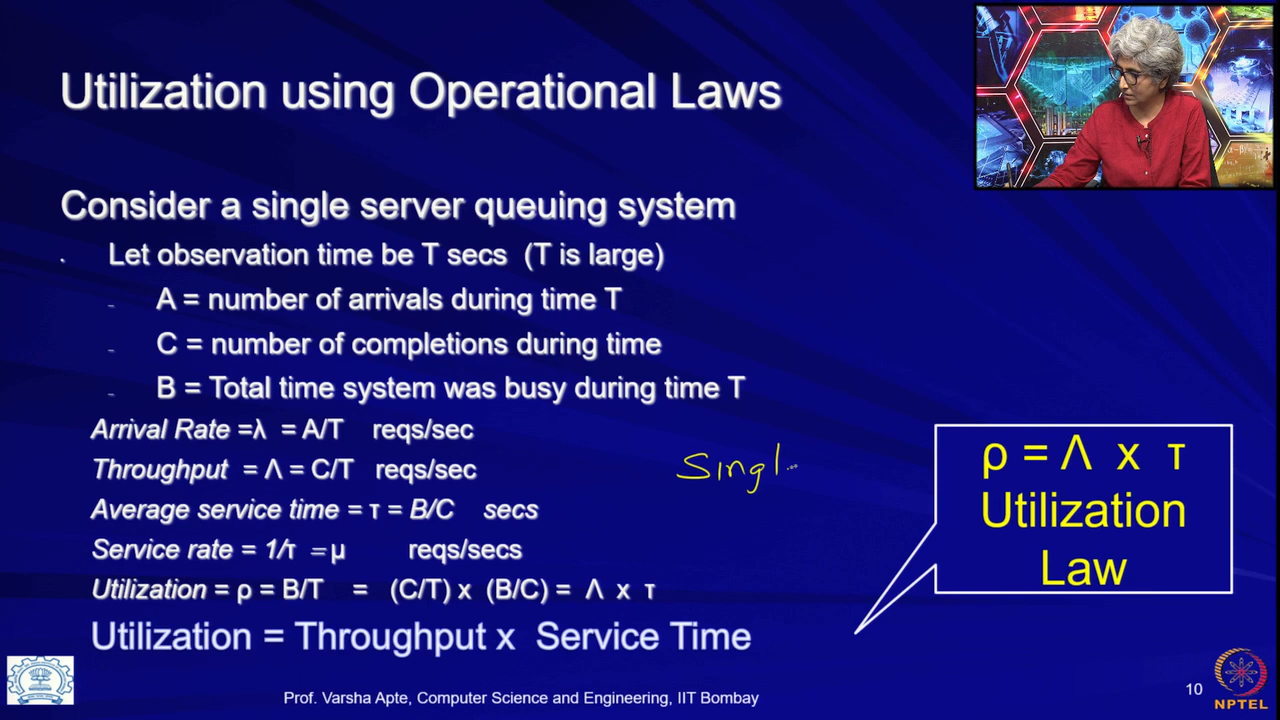 Utilization using Operational Laws
Consider a single server queuing system
Let observation time be T secs (T is large)
A = number of arrivals during time T
C = number of completions during time
B = Total time system was busy during time T
Arrival Rate =λ = A/T reqs/sec
Throughput = Λ = C/T reqs/sec
Average service time = τ = B/C secs
Service rate = 1/τ = μ reqs/secs
Utilization = ρ = B/T = (C/T) x (B/C) = Λ x τ
Utilization = Throughput x Service Time
Singl
ρ = Λ x τ
Utilization
Law
Prof. Varsha Apte, Computer Science and Engineering, IIT Bombay
10
NPTEL